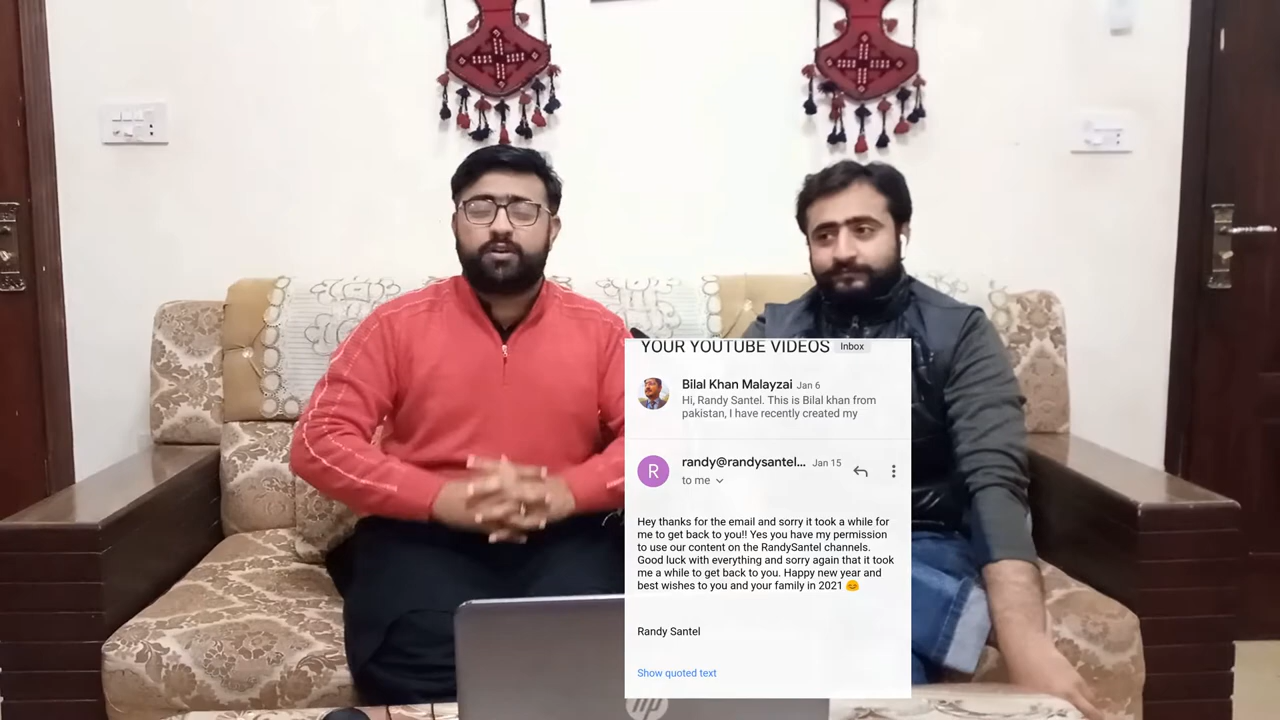 YOUR YOUTUBE VIDEOS Inbox
Bilal Khan Malayzai Jan 6
Hi, Randy Santel. This is Bilal khan from
pakistan, I have recently created my
R
randy@randysantel... Jan 15
to me
Hey thanks for the email and sorry it took a while for
me to get back to you!! Yes you have my permission
to use our content on the RandySantel channels.
Good luck with everything and sorry again that it took
me a while to get back to you. Happy new year and
best wishes to you and your family in 2021 😊
Randy Santel
Show quoted text
hp